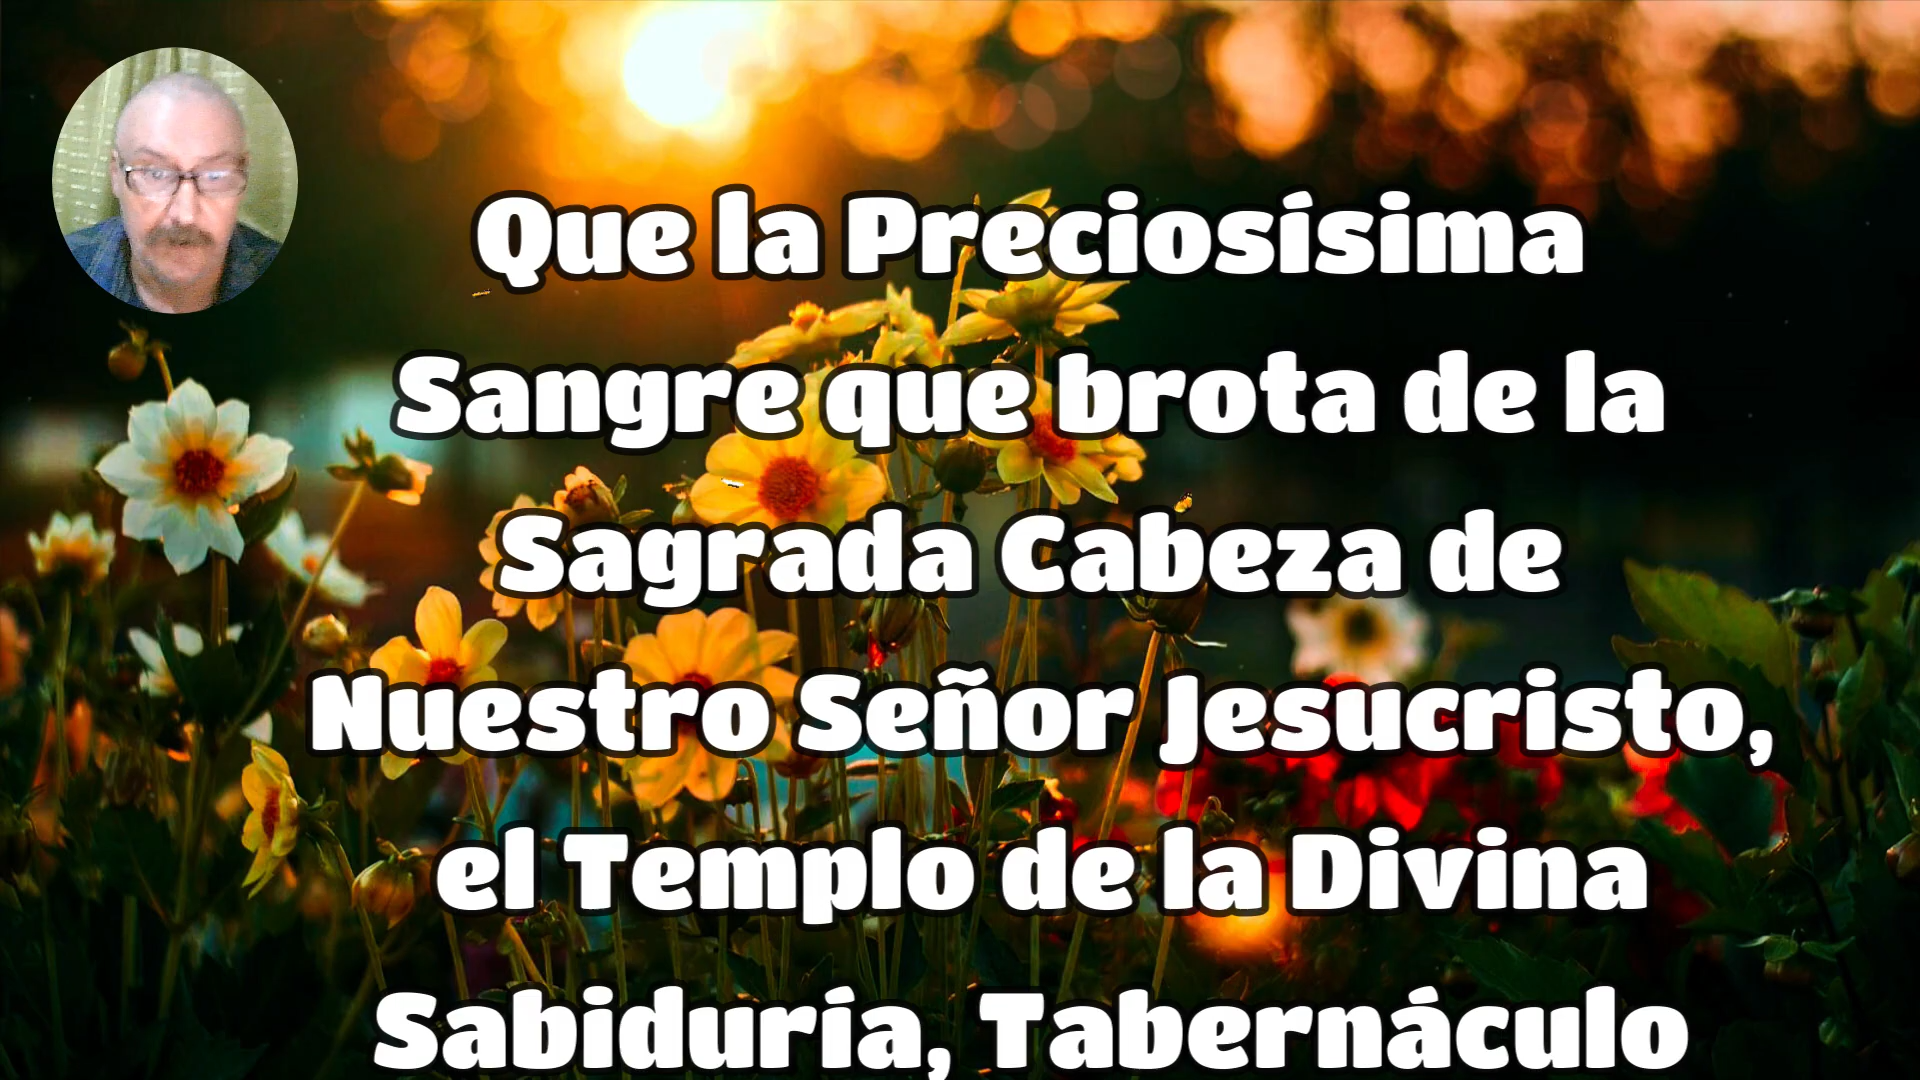 Que la Preciosísima
Sangre que brota de la
Sagrada Cabeza de
Nuestro Señor Jesucristo,
el Templo de la Divina
Sabiduría, Tabernáculo